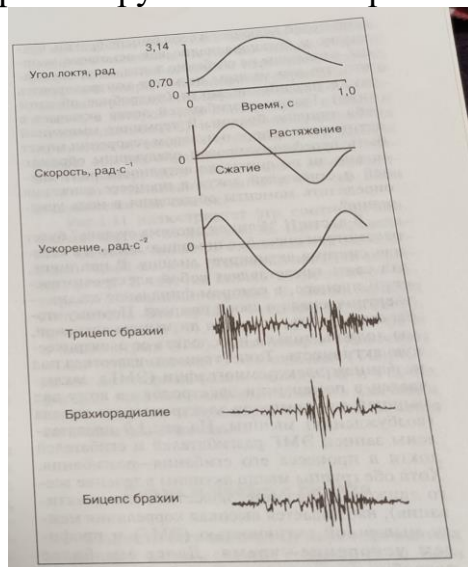 3,14
Угол локтя, рад
0,70
0
0
1,0
Время, с
Растяжение
Скорость, рад·с⁻¹
0
Сжатие
Ускорение, рад·с⁻²
0
Трицепс брахии
Брахиорадиалие
Бицепс брахии